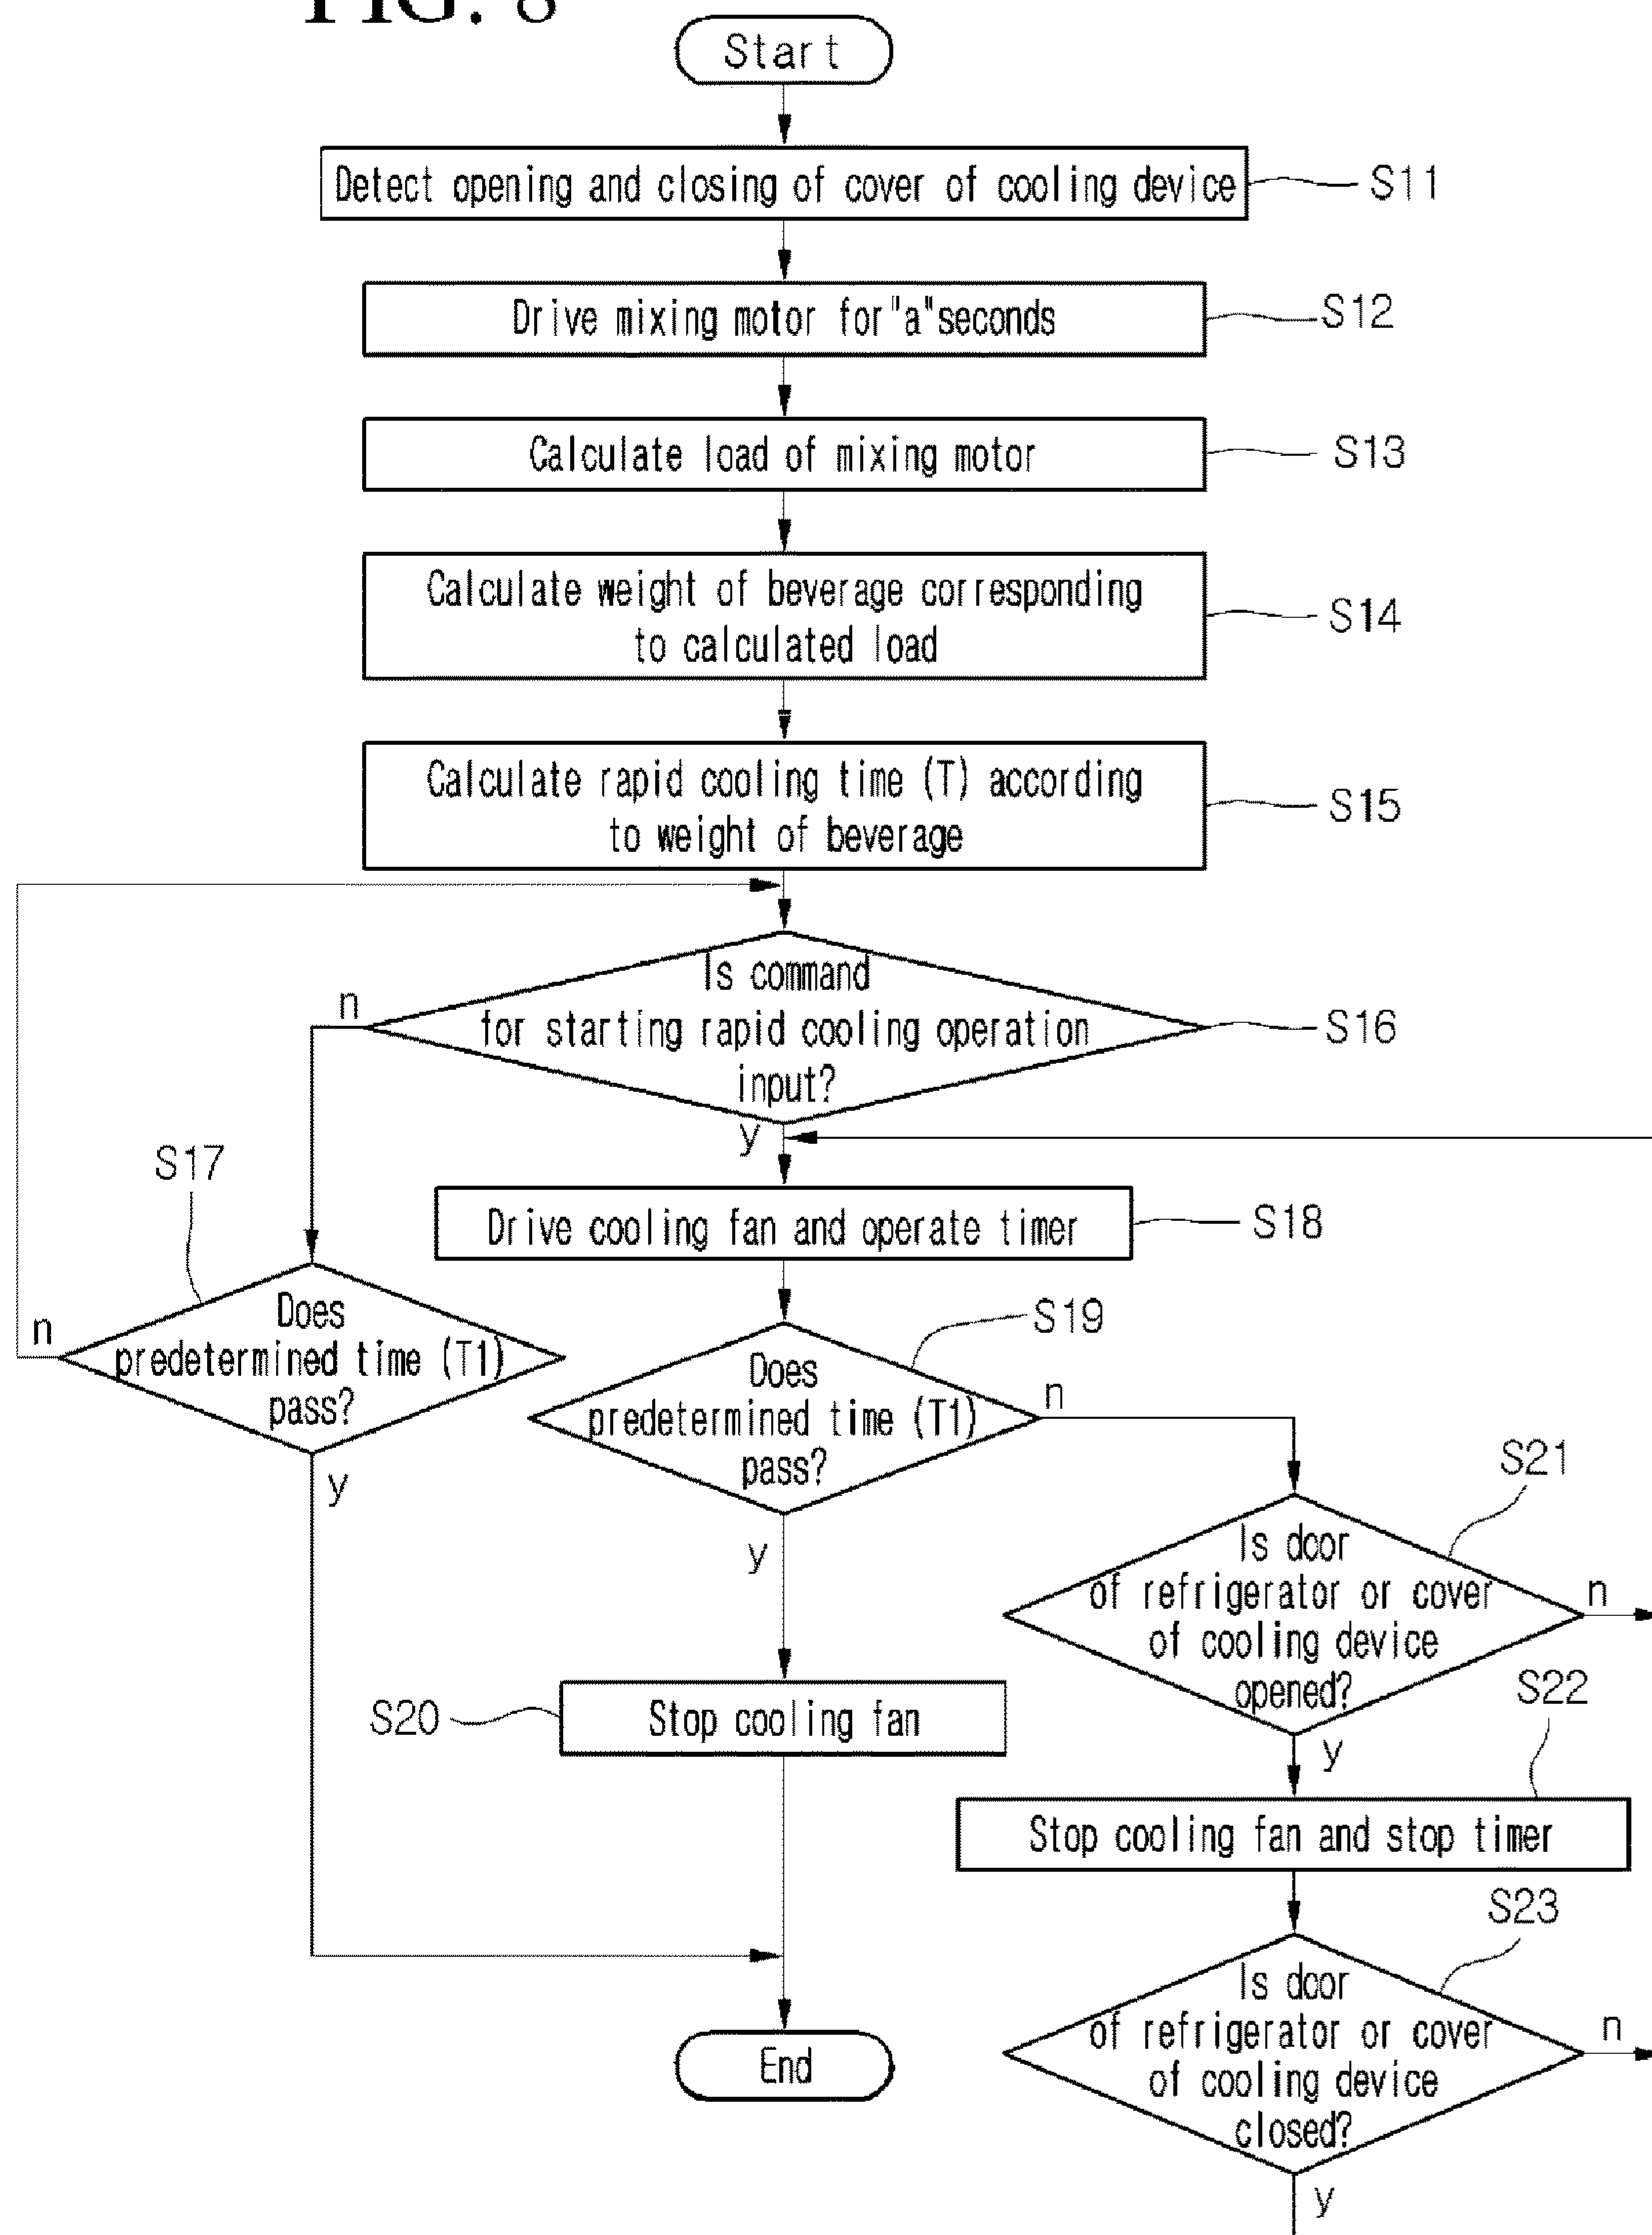 FIG. 8
Start
Detect opening and closing of cover of cooling device
S11
Drive mixing motor for "a" seconds
S12
Calculate load of mixing motor
S13
Calculate weight of beverage corresponding
to calculated load
S14
Calculate rapid cooling time (T) according
to weight of beverage
S15
Is command
for starting rapid cooling operation
input?
n
S16
y
S17
Drive cooling fan and operate timer
S18
Does
predetermined time (T1)
pass?
n
y
S19
Does
predetermined time (T1)
pass?
n
y
S21
Is door
of refrigerator or cover
of cooling device
opened?
n
y
S20
Stop cooling fan
S22
Stop cooling fan and stop timer
S23
Is door
of refrigerator or cover
of cooling device
closed?
n
y
End